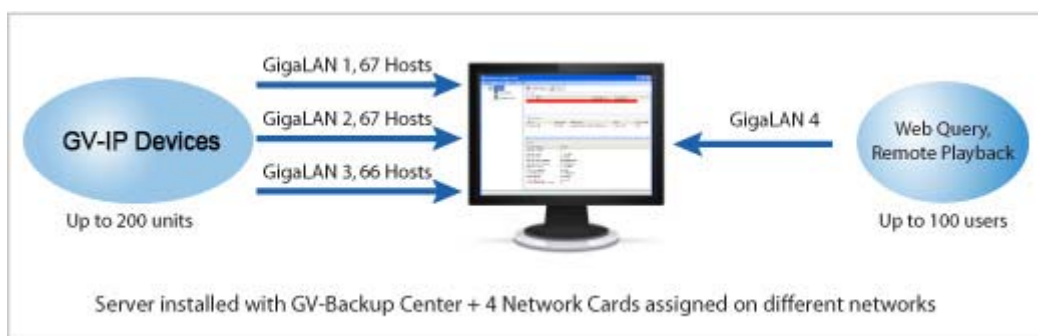 GigaLAN 1, 67 Hosts
GigaLAN 2, 67 Hosts
GV-IP Devices
GigaLAN 3, 66 Hosts
Up to 200 units
GigaLAN 4
Web Query,
Remote Playback
Up to 100 users
Server installed with GV-Backup Center + 4 Network Cards assigned on different networks